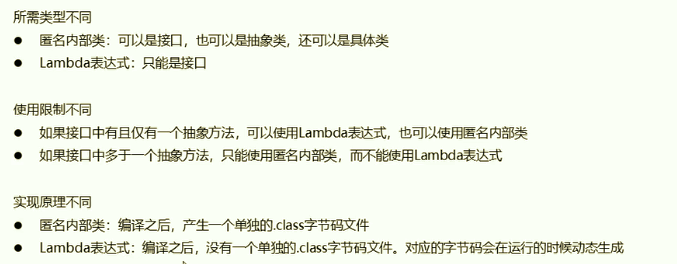 所需类型不同
● 匿名内部类：可以是接口，也可以是抽象类，还可以是具体类
● Lambda表达式：只能是接口
使用限制不同
● 如果接口中有且仅有一个抽象方法，可以使用Lambda表达式，也可以使用匿名内部类
● 如果接口中多于一个抽象方法，只能使用匿名内部类，而不能使用Lambda表达式
实现原理不同
● 匿名内部类：编译之后，产生一个单独的.class字节码文件
● Lambda表达式：编译之后，没有一个单独的.class字节码文件。对应的字节码会在运行的时候动态生成